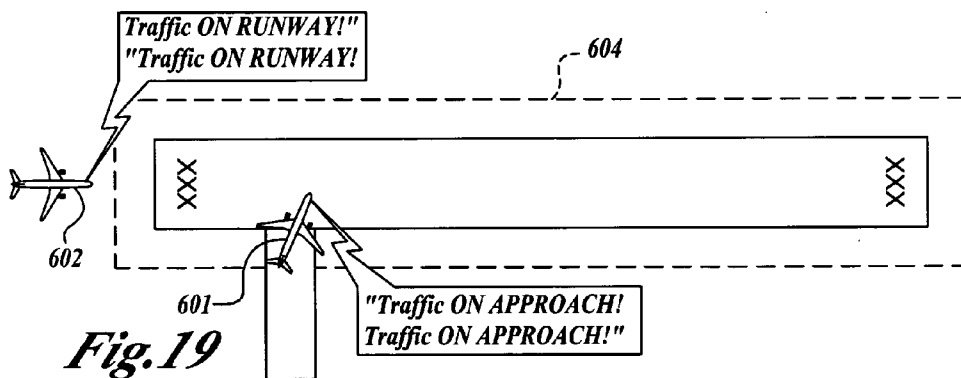 Traffic ON RUNWAY!"
"Traffic ON RUNWAY!
604
XXX
XXX
602
601
"Traffic ON APPROACH!
Traffic ON APPROACH!"
Fig.19